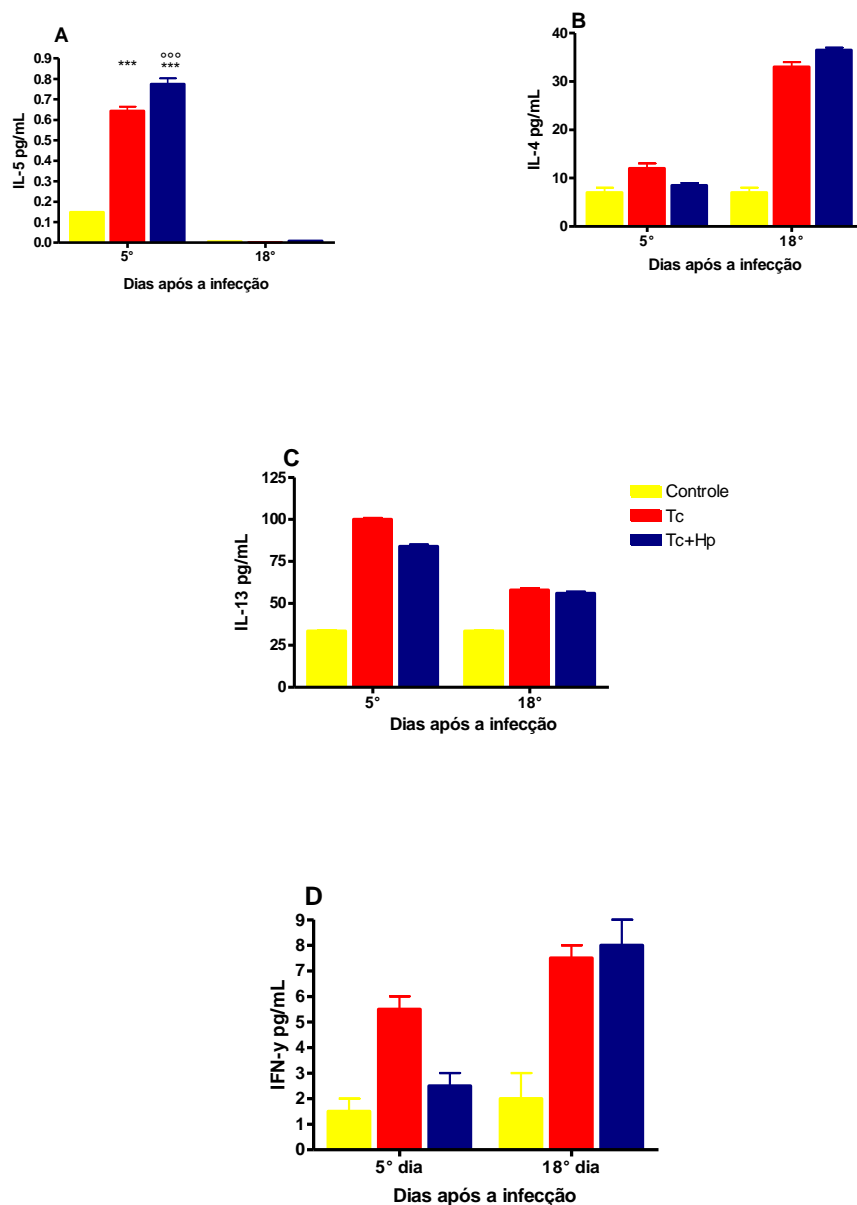 A
IL-5 pg/mL
0.9
0.8
0.7
0.6
0.5
0.4
0.3
0.2
0.1
0.0
***
°°°
***
5°
18°
Dias após a infecção
B
IL-4 pg/mL
40
30
20
10
0
5°
18°
Dias após a infecção
C
IL-13 pg/mL
125
100
75
50
25
0
5°
18°
Dias após a infecção
Controle
Tc
Tc+Hp
D
IFN-y pg/mL
9
8
7
6
5
4
3
2
1
0
5° dia
18° dia
Dias após a infecção